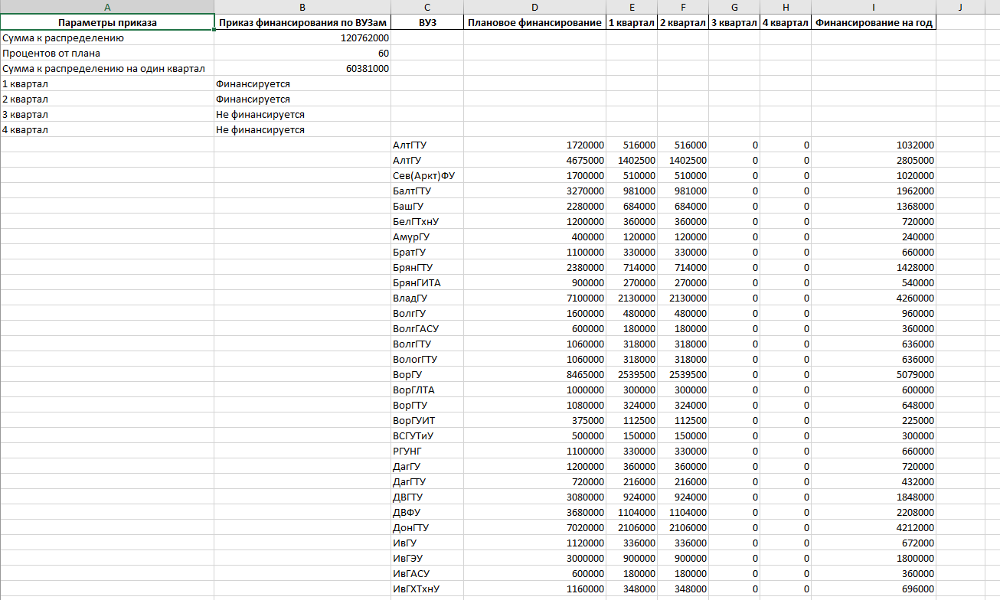 A B C D E F G H I J
Параметры приказа Приказ финансирования по ВУЗам ВУЗ Плановое финансирование 1 квартал 2 квартал 3 квартал 4 квартал Финансирование на год
Сумма к распределению 120762000
Процентов от плана 60
Сумма к распределению на один квартал 60381000
1 квартал Финансируется
2 квартал Финансируется
3 квартал Не финансируется
4 квартал Не финансируется
АлтГТУ 1720000 516000 516000 0 0 1032000
АлтГУ 4675000 1402500 1402500 0 0 2805000
Сев(Аркт)ФУ 1700000 510000 510000 0 0 1020000
БалтГТУ 3270000 981000 981000 0 0 1962000
БашГУ 2280000 684000 684000 0 0 1368000
БелГТхнУ 1200000 360000 360000 0 0 720000
АмурГУ 400000 120000 120000 0 0 240000
БратГУ 1100000 330000 330000 0 0 660000
БрянГТУ 2380000 714000 714000 0 0 1428000
БрянГИТА 900000 270000 270000 0 0 540000
ВладГУ 7100000 2130000 2130000 0 0 4260000
ВолгГУ 1600000 480000 480000 0 0 960000
ВолгГАСУ 600000 180000 180000 0 0 360000
ВолгГТУ 1060000 318000 318000 0 0 636000
ВологГТУ 1060000 318000 318000 0 0 636000
ВорГУ 8465000 2539500 2539500 0 0 5079000
ВорГЛТА 1000000 300000 300000 0 0 600000
ВорГТУ 1080000 324000 324000 0 0 648000
ВорГУИТ 375000 112500 112500 0 0 225000
ВСГУТиУ 500000 150000 150000 0 0 300000
РГУНГ 1100000 330000 330000 0 0 660000
ДагГУ 1200000 360000 360000 0 0 720000
ДагГТУ 720000 216000 216000 0 0 432000
ДВГТУ 3080000 924000 924000 0 0 1848000
ДВФУ 3680000 1104000 1104000 0 0 2208000
ДонГТУ 7020000 2106000 2106000 0 0 4212000
ИвГУ 1120000 336000 336000 0 0 672000
ИвГЭУ 3000000 900000 900000 0 0 1800000
ИвГАСУ 600000 180000 180000 0 0 360000
ИвГХТхнУ 1160000 348000 348000 0 0 696000